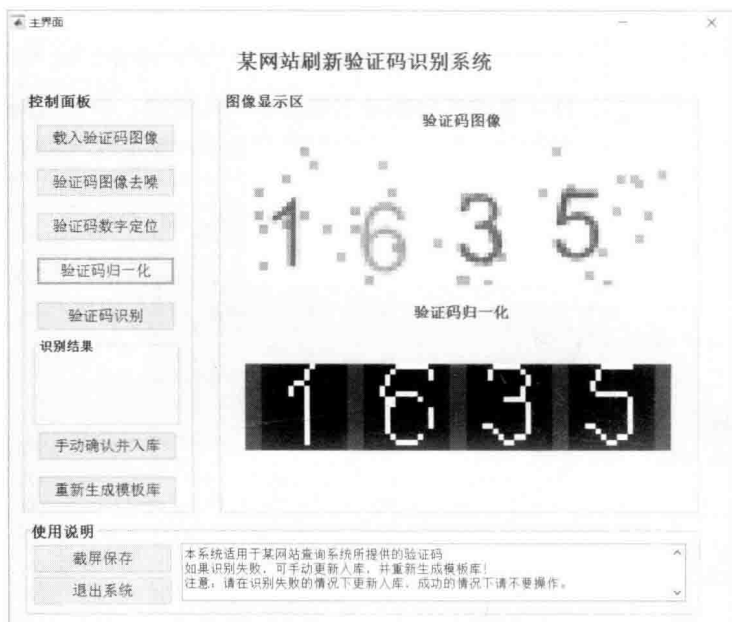 主界面
某网站刷新验证码识别系统
控制面板
载入验证码图像
验证码图像去噪
验证码数字定位
验证码归一化
验证码识别
识别结果
手动确认并入库
重新生成模板库
图像显示区
验证码图像
1635
验证码归一化
1635
使用说明
截屏保存
退出系统
本系统适用于某网站查询系统所提供的验证码
如果识别失败，可手动更新入库，并重新生成模板库！
注意：请在识别失败的情况下更新入库，成功的情况下请不要操作。